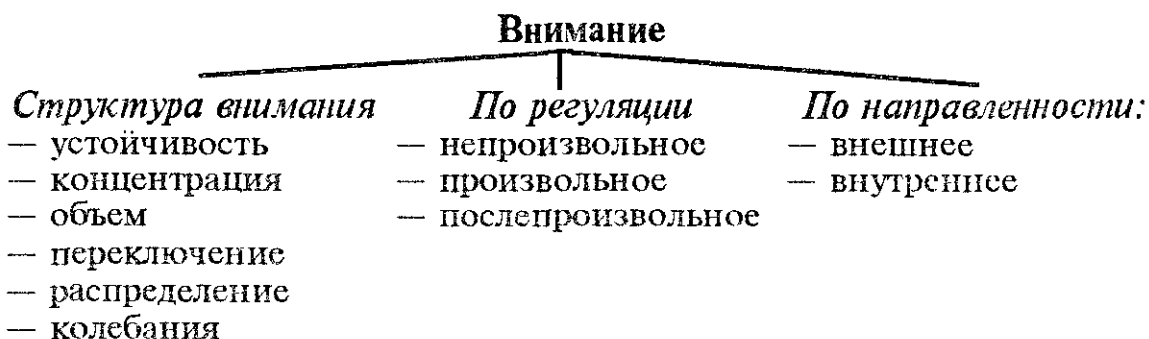 Внимание
Структура внимания
— устойчивость
— концентрация
— объем
— переключение
— распределение
— колебания
По регуляции
— непроизвольное
— произвольное
— послепроизвольное
По направленности:
— внешнее
— внутреннее